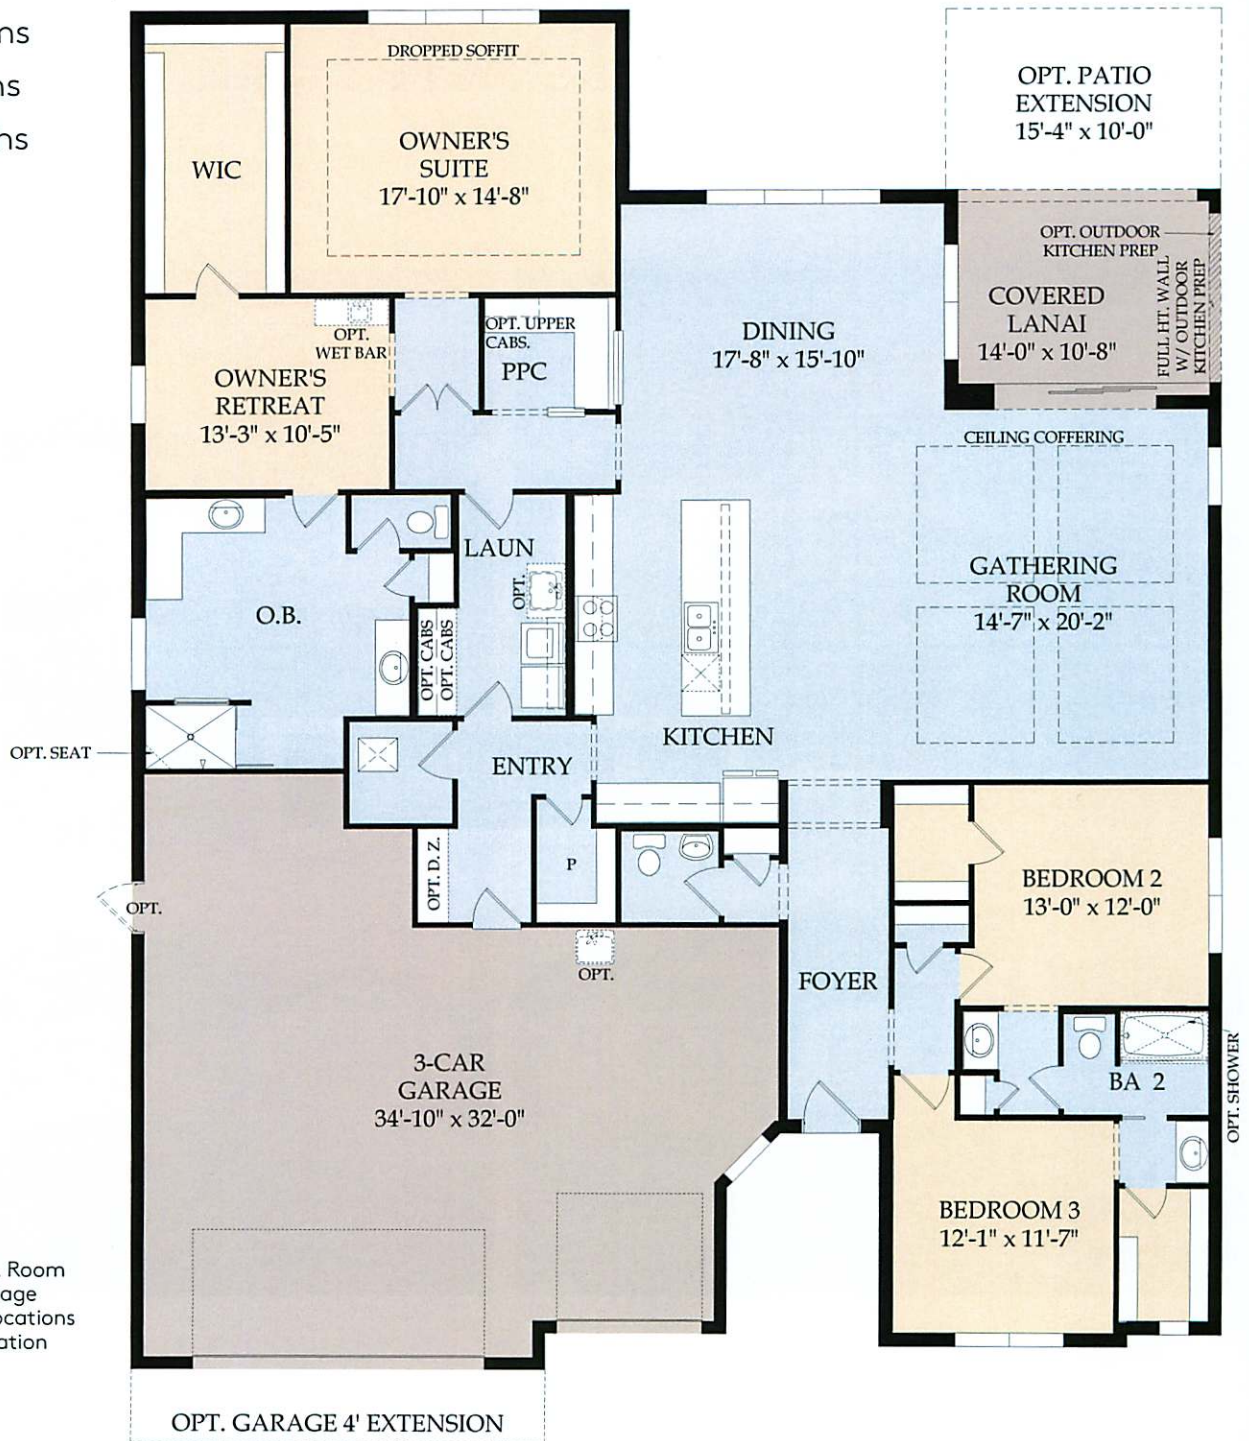 DROPPED SOFFIT
WIC
OWNER'S
SUITE
17'-10" x 14'-8"
OPT. PATIO
EXTENSION
15'-4" x 10'-0"
OPT. OUTDOOR
KITCHEN PREP
FULL HT. WALL
W/ OUTDOOR
KITCHEN PREP
COVERED
LANAI
14'-0" x 10'-8"
OPT.
WET BAR
OPT. UPPER
CABS.
PPC
OWNER'S
RETREAT
13'-3" x 10'-5"
DINING
17'-8" x 15'-10"
CEILING COFFERING
GATHERING
ROOM
14'-7" x 20'-2"
LAUN
OPT.
O.B.
OPT. CABS
OPT. CABS
KITCHEN
OPT. SEAT
ENTRY
OPT. D. Z.
P
OPT.
OPT.
FOYER
BEDROOM 2
13'-0" x 12'-0"
BA 2
OPT. SHOWER
3-CAR
GARAGE
34'-10" x 32'-0"
BEDROOM 3
12'-1" x 11'-7"
Room
OPT. GARAGE 4' EXTENSION